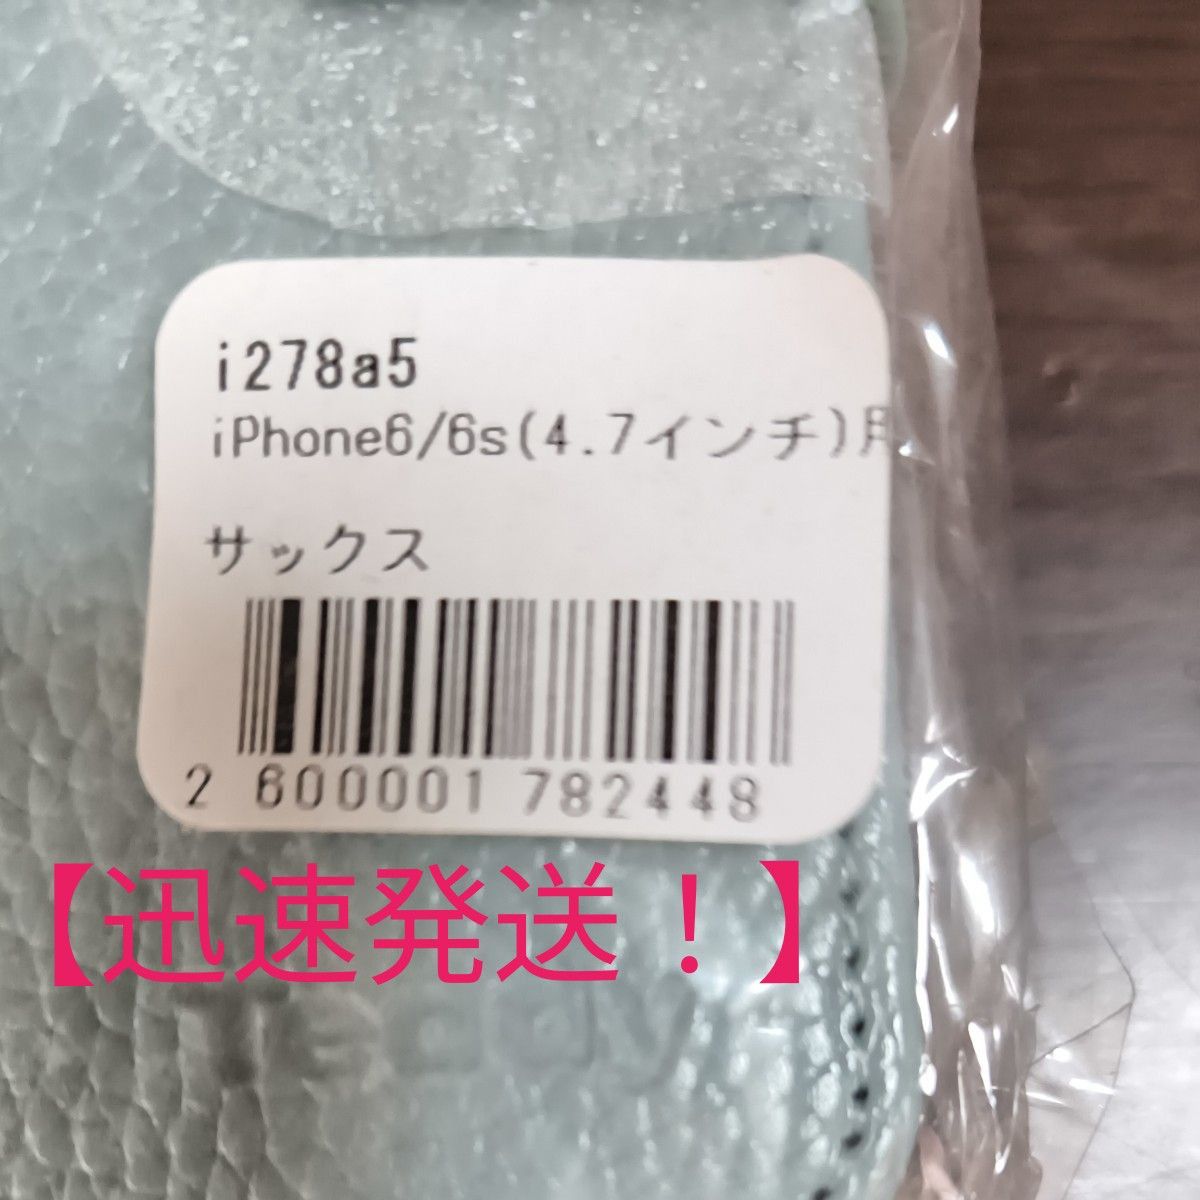 i278a5
iPhone6/6s(4.7インチ)用
サックス
2 600001 782448
【迅速発送！】